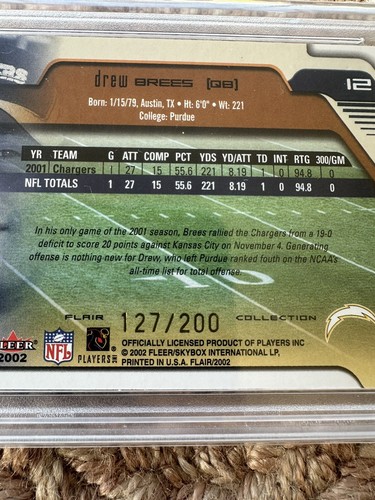 drew BREES [QB]
12
Born: 1/15/79, Austin, TX • Ht: 6'0" • Wt: 221
College: Purdue
YR TEAM G ATT COMP PCT YDS YD/ATT TD INT RTG 300/GM
2001 Chargers 1 27 15 55.6 221 8.19 1 0 94.8 0
NFL TOTALS 1 27 15 55.6 221 8.19 1 0 94.8 0
In his only game of the 2001 season, Brees rallied the Chargers from a 19-0
deficit to score 20 points against Kansas City on November 4. Generating
offense is nothing new for Drew, who left Purdue ranked fouth on the NCAA's
all-time list for total offense.
FLAIR 127/200 COLLECTION
FLEER
2002
NFL
PLAYERS INC
OFFICIALLY LICENSED PRODUCT OF PLAYERS INC
© 2002 FLEER/SKYBOX INTERNATIONAL LP,
PRINTED IN U.S.A. FLAIR/2002